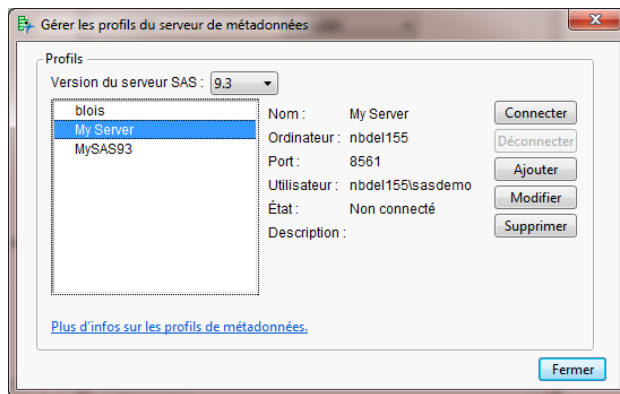 Gérer les profils du serveur de métadonnées
Profils
Version du serveur SAS : 9.3
blois
My Server
MySAS93
Nom : My Server
Ordinateur : nbdel155
Port : 8561
Utilisateur : nbdel155\sasdemo
État : Non connecté
Description :
Connecter
Déconnecter
Ajouter
Modifier
Supprimer
Plus d'infos sur les profils de métadonnées.
Fermer